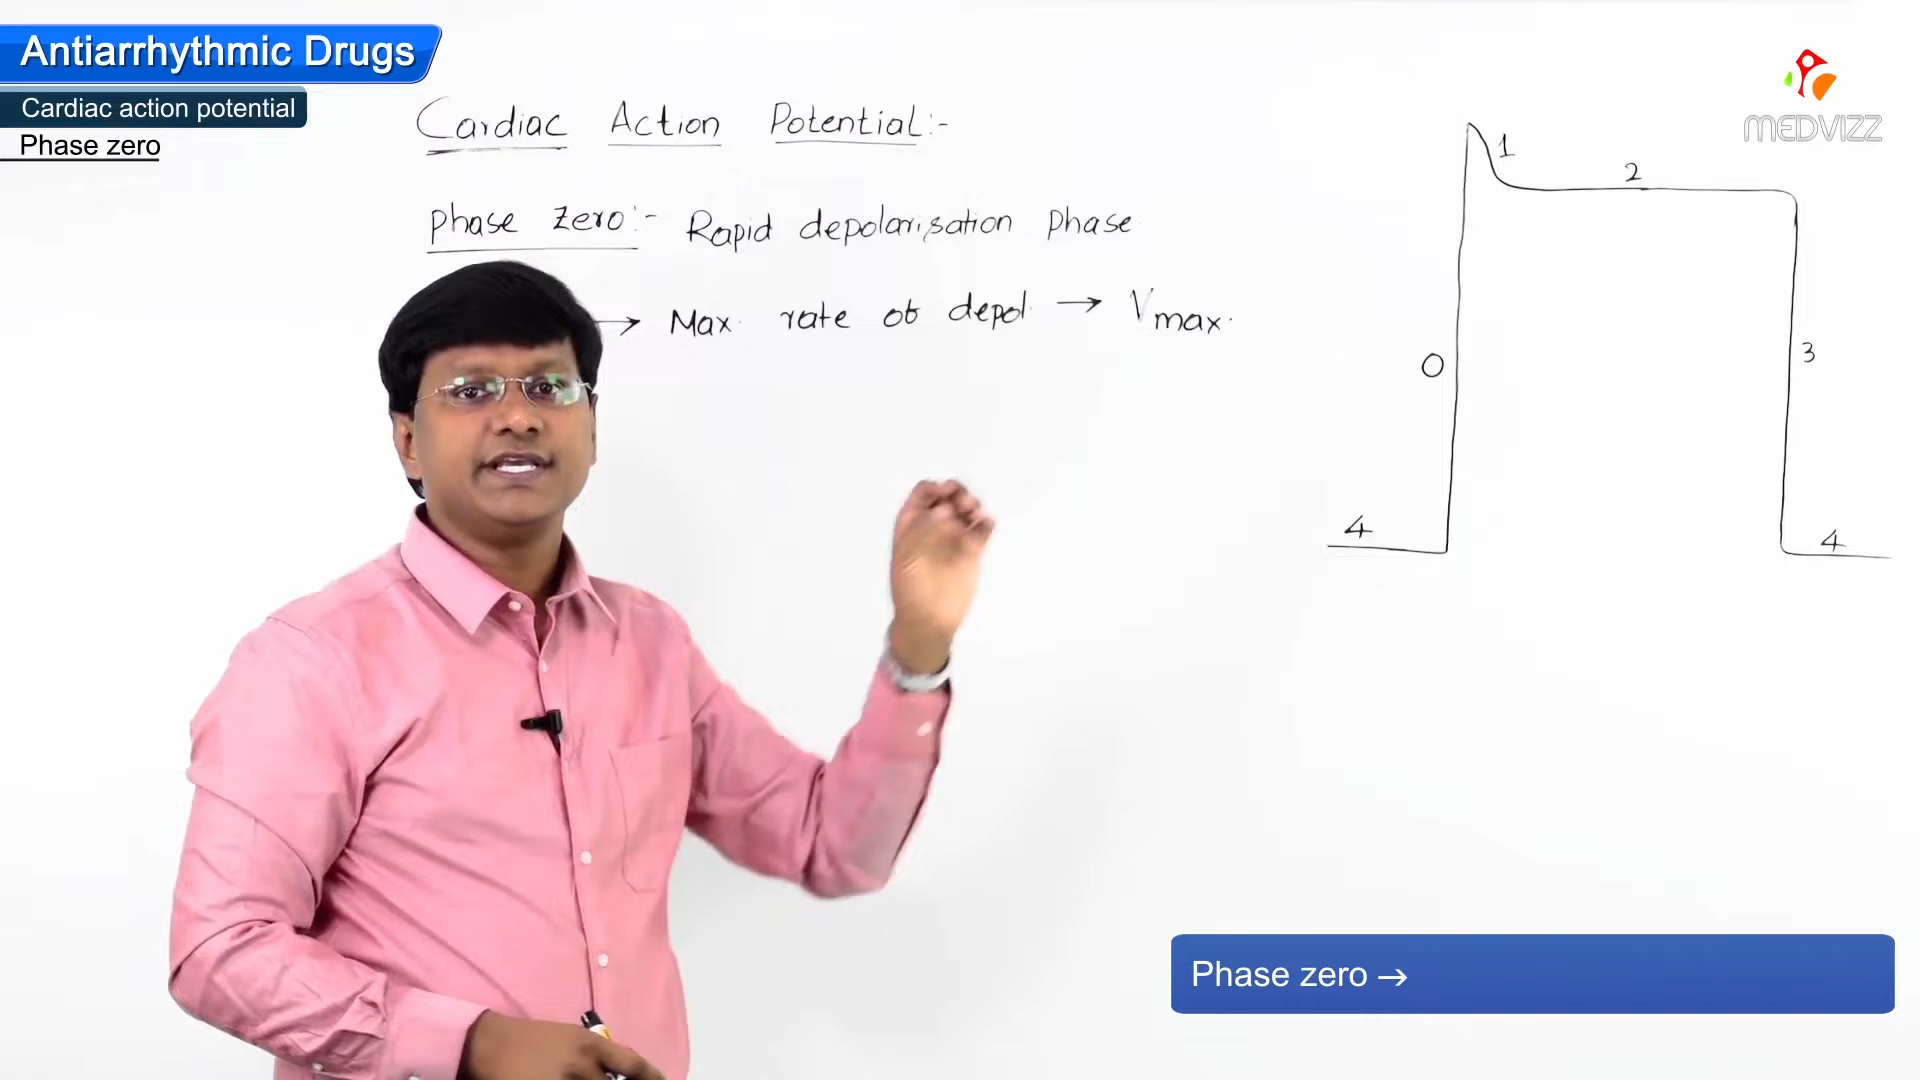 Antiarrhythmic Drugs
Cardiac action potential
Phase zero
Cardiac Action Potential:-
Phase Zero:- Rapid depolarisation Phase
→ Max. rate of depol. → Vmax.
MEDVIZZ
1
2
0
3
4
4
Phase zero →